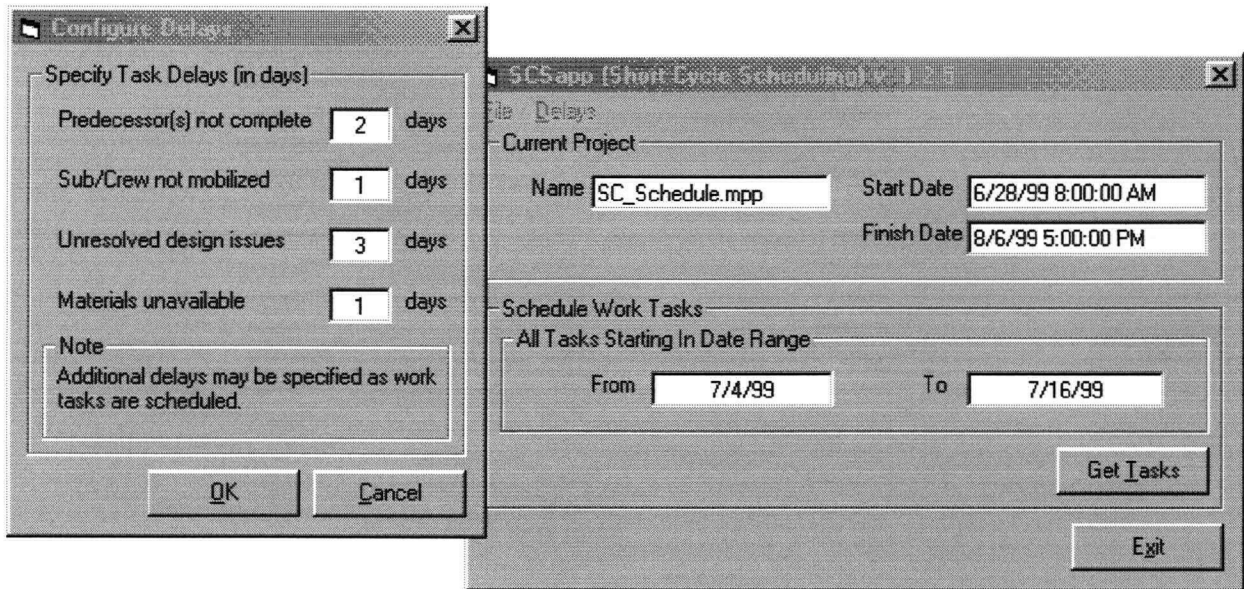 Configure Delays
Specify Task Delays (in days)
Predecessor(s) not complete 2 days
Sub/Crew not mobilized 1 days
Unresolved design issues 3 days
Materials unavailable 1 days
Note
Additional delays may be specified as work
tasks are scheduled.
OK Cancel
SCSapp (Short Cycle Scheduling) v. 1.2.5
File Delays
Current Project
Name SC_Schedule.mpp Start Date 6/28/99 8:00:00 AM
Finish Date 8/6/99 5:00:00 PM
Schedule Work Tasks
All Tasks Starting In Date Range
From 7/4/99 To 7/16/99
Get Tasks
Exit